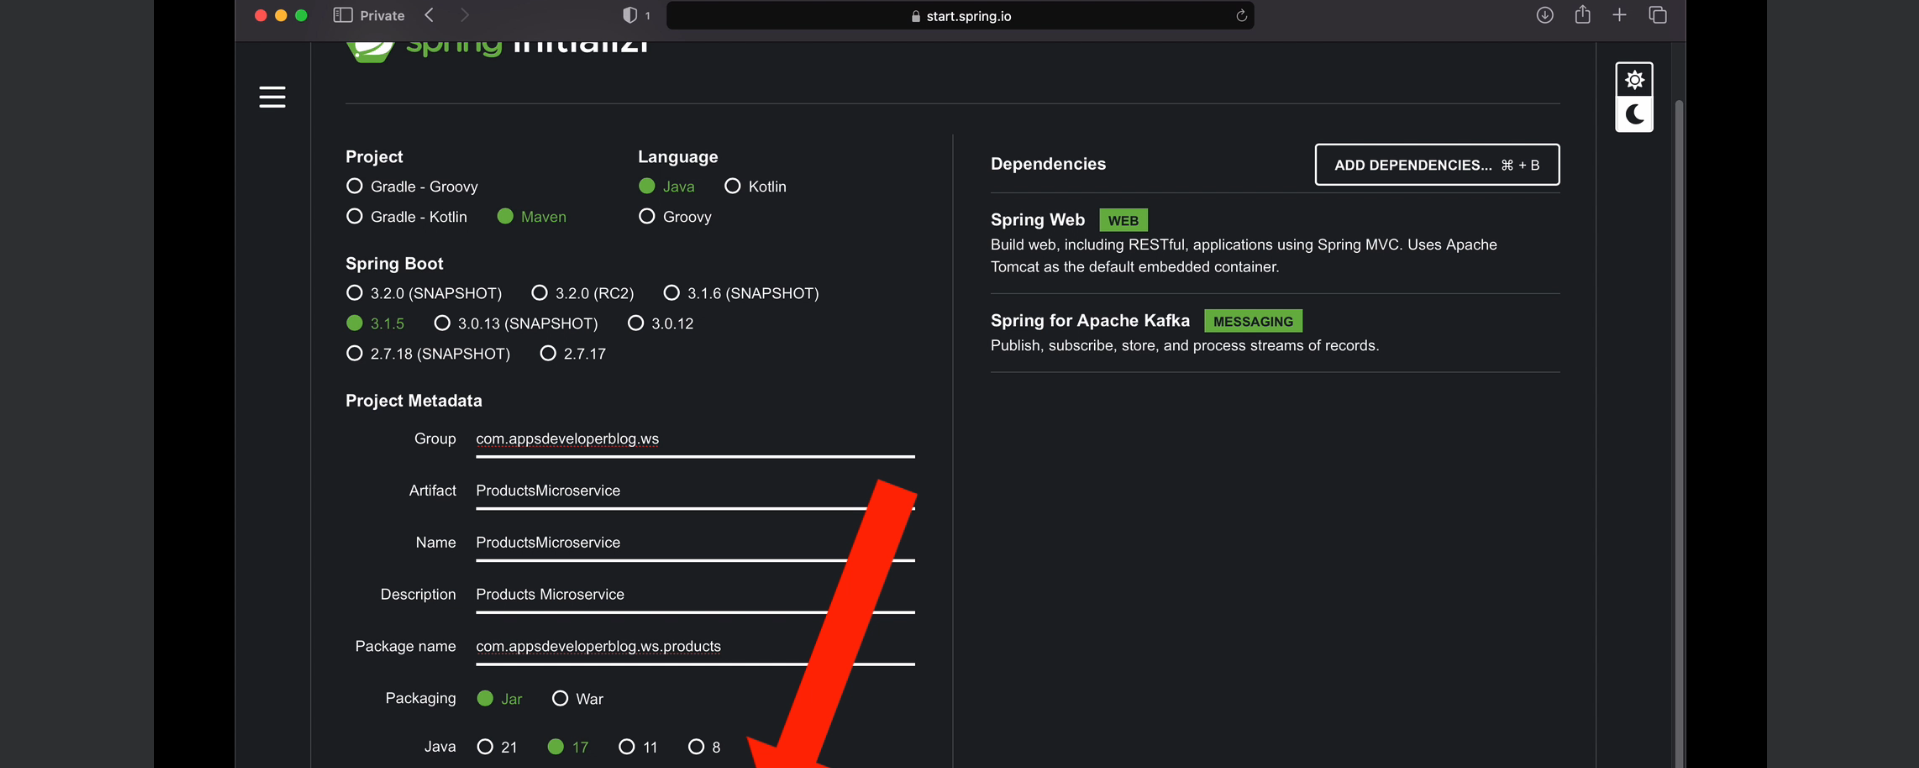 Private
1
start.spring.io
spring initializr
Project
Language
Gradle - Groovy
Java
Kotlin
Gradle - Kotlin
Maven
Groovy
Spring Boot
3.2.0 (SNAPSHOT)
3.2.0 (RC2)
3.1.6 (SNAPSHOT)
3.1.5
3.0.13 (SNAPSHOT)
3.0.12
2.7.18 (SNAPSHOT)
2.7.17
Project Metadata
Group com.appsdeveloperblog.ws
Artifact ProductsMicroservice
Name ProductsMicroservice
Description Products Microservice
Package name com.appsdeveloperblog.ws.products
Packaging Jar War
Java 21 17 11 8
Dependencies
ADD DEPENDENCIES... ⌘ + B
Spring Web WEB
Build web, including RESTful, applications using Spring MVC. Uses Apache
Tomcat as the default embedded container.
Spring for Apache Kafka MESSAGING
Publish, subscribe, store, and process streams of records.